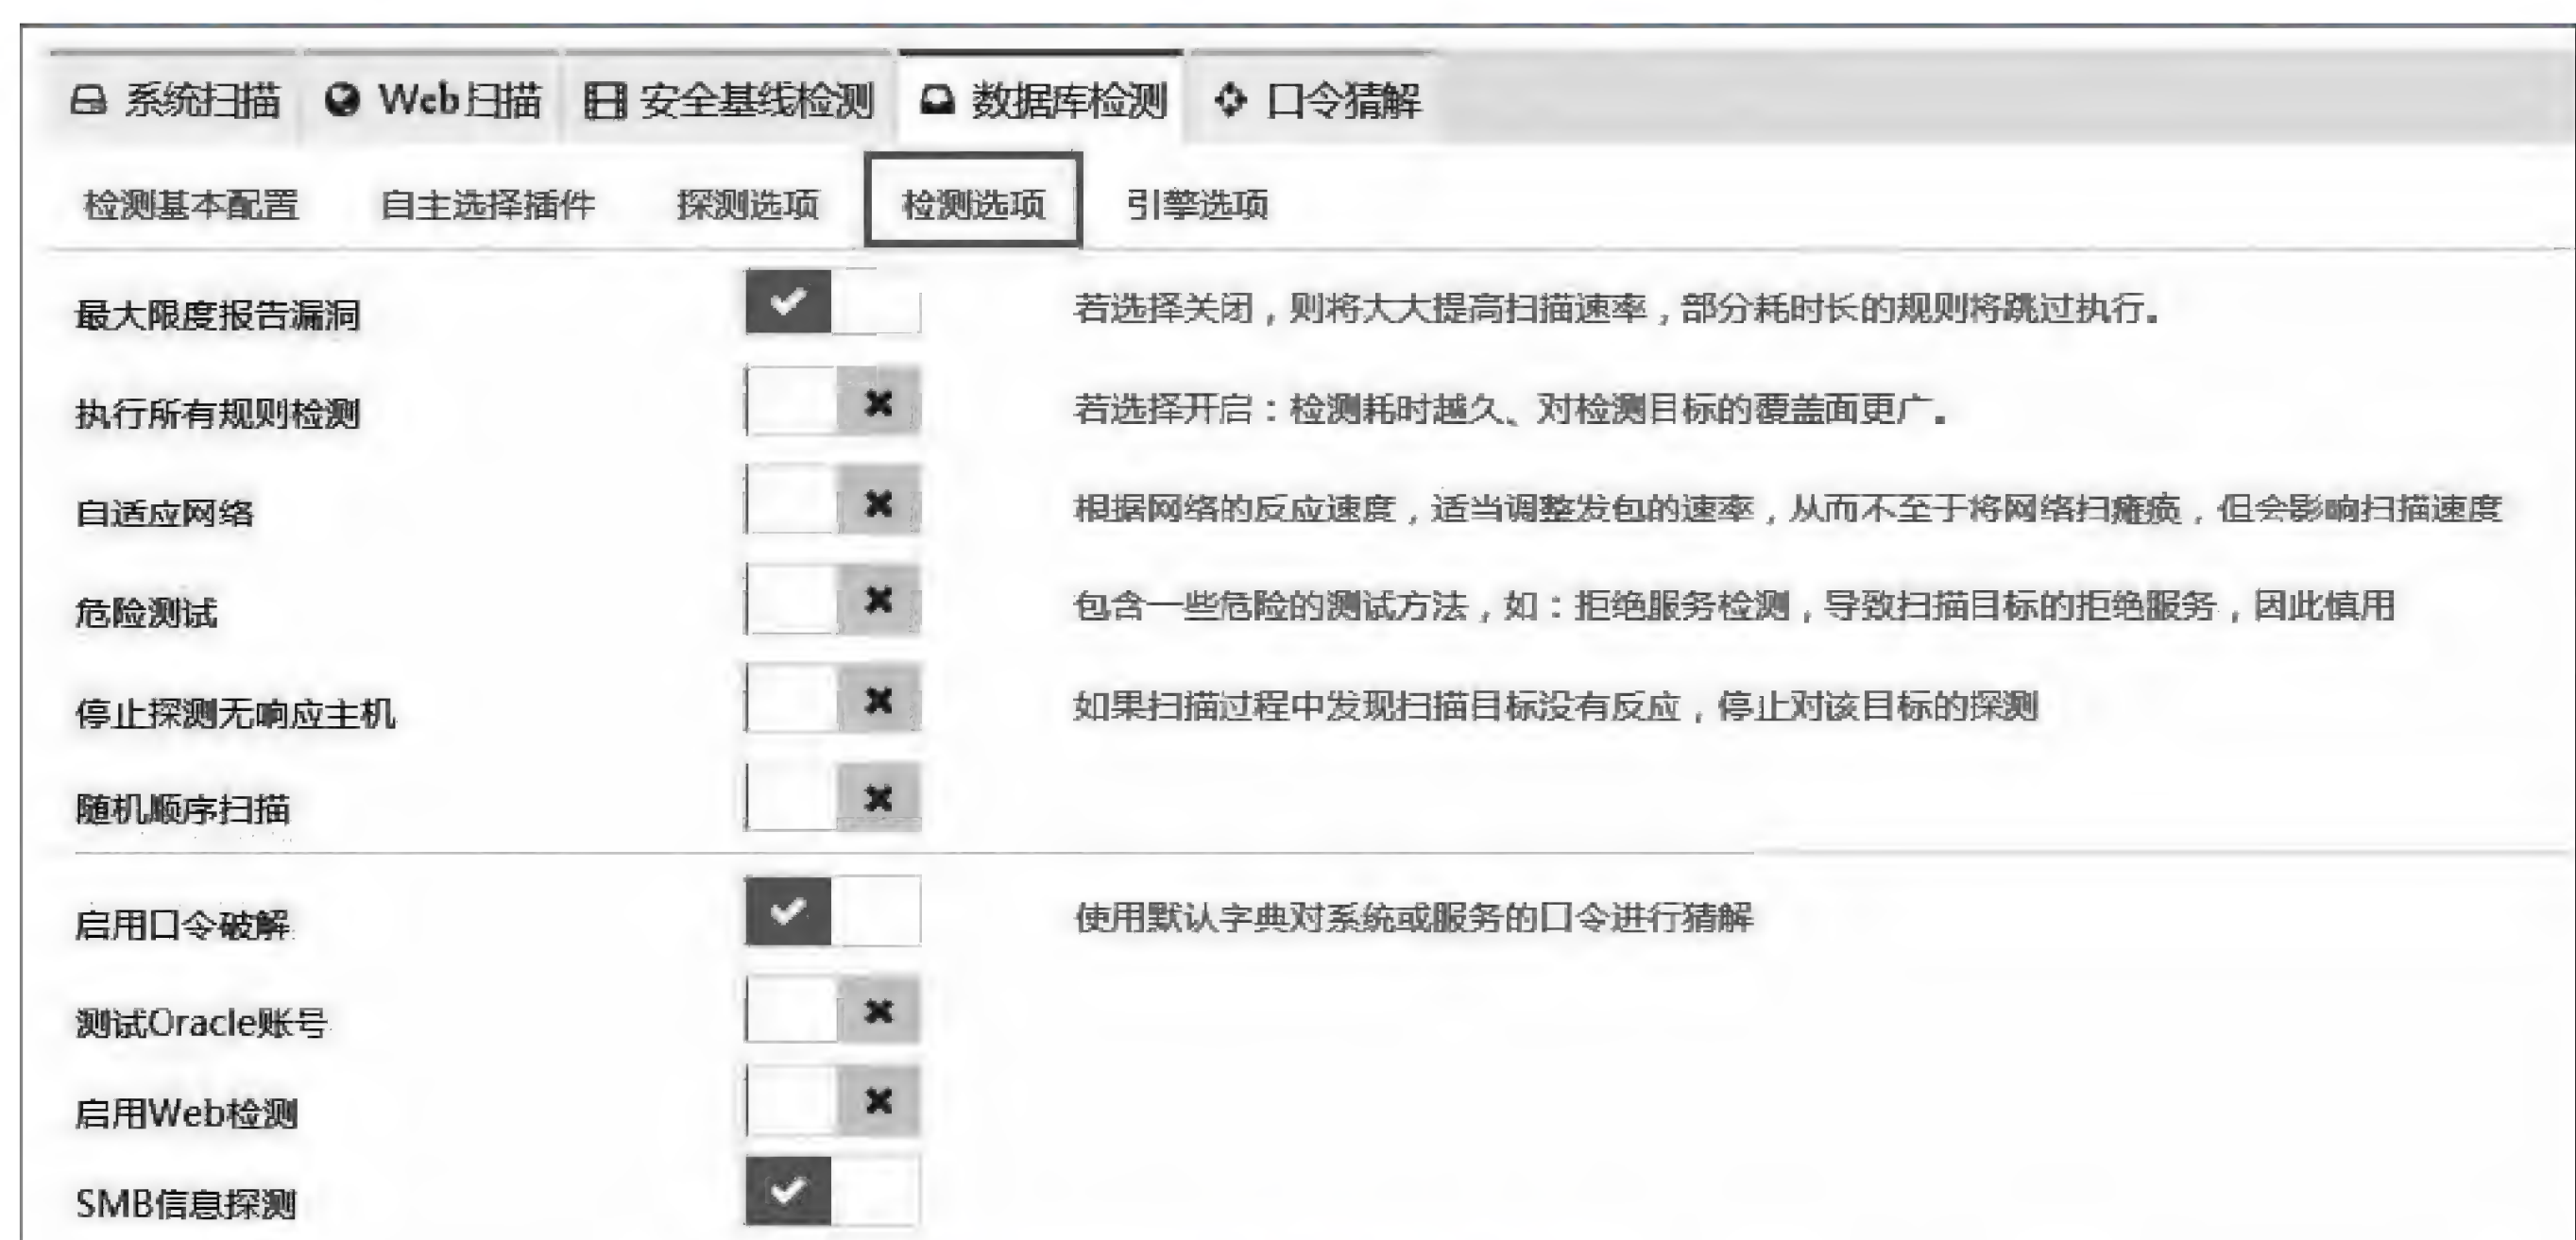 系统扫描 Web扫描 安全基线检测 数据库检测 口令猜解
检测基本配置 自主选择插件 探测选项 检测选项 引擎选项
最大限度报告漏洞 若选择关闭，则将大大提高扫描速率，部分耗时长的规则将跳过执行。
执行所有规则检测 若选择开启：检测耗时越久、对检测目标的覆盖面更广。
自适应网络 根据网络的反应速度，适当调整发包的速率，从而不至于将网络扫瘫痪，但会影响扫描速度
危险测试 包含一些危险的测试方法，如：拒绝服务检测，导致扫描目标的拒绝服务，因此慎用
停止探测无响应主机 如果扫描过程中发现扫描目标没有反应，停止对该目标的探测
随机顺序扫描
启用口令破解 使用默认字典对系统或服务的口令进行猜解
测试Oracle账号
启用Web检测
SMB信息探测